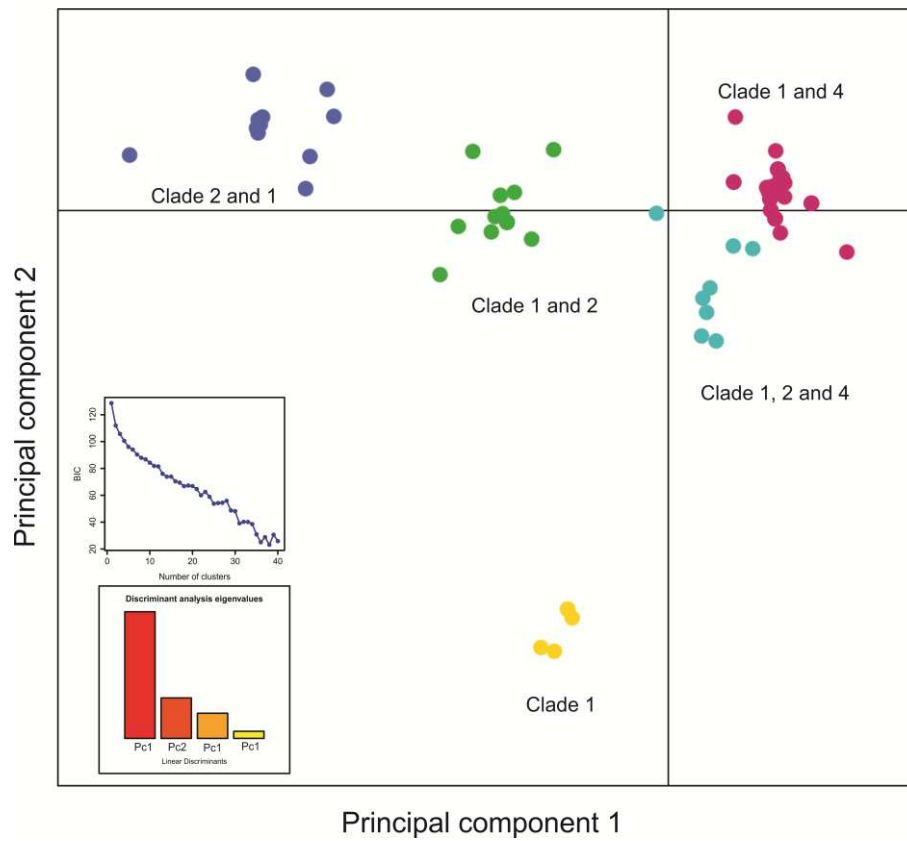 Clade 1 and 4
Clade 2 and 1
Clade 1 and 2
Clade 1, 2 and 4
Clade 1
Principal component 2
Principal component 1
120
100
80
60
40
20
BIC
0 10 20 30 40
Number of clusters
Discriminant analysis eigenvalues
Pc1 Pc2 Pc1 Pc1
Linear Discriminants